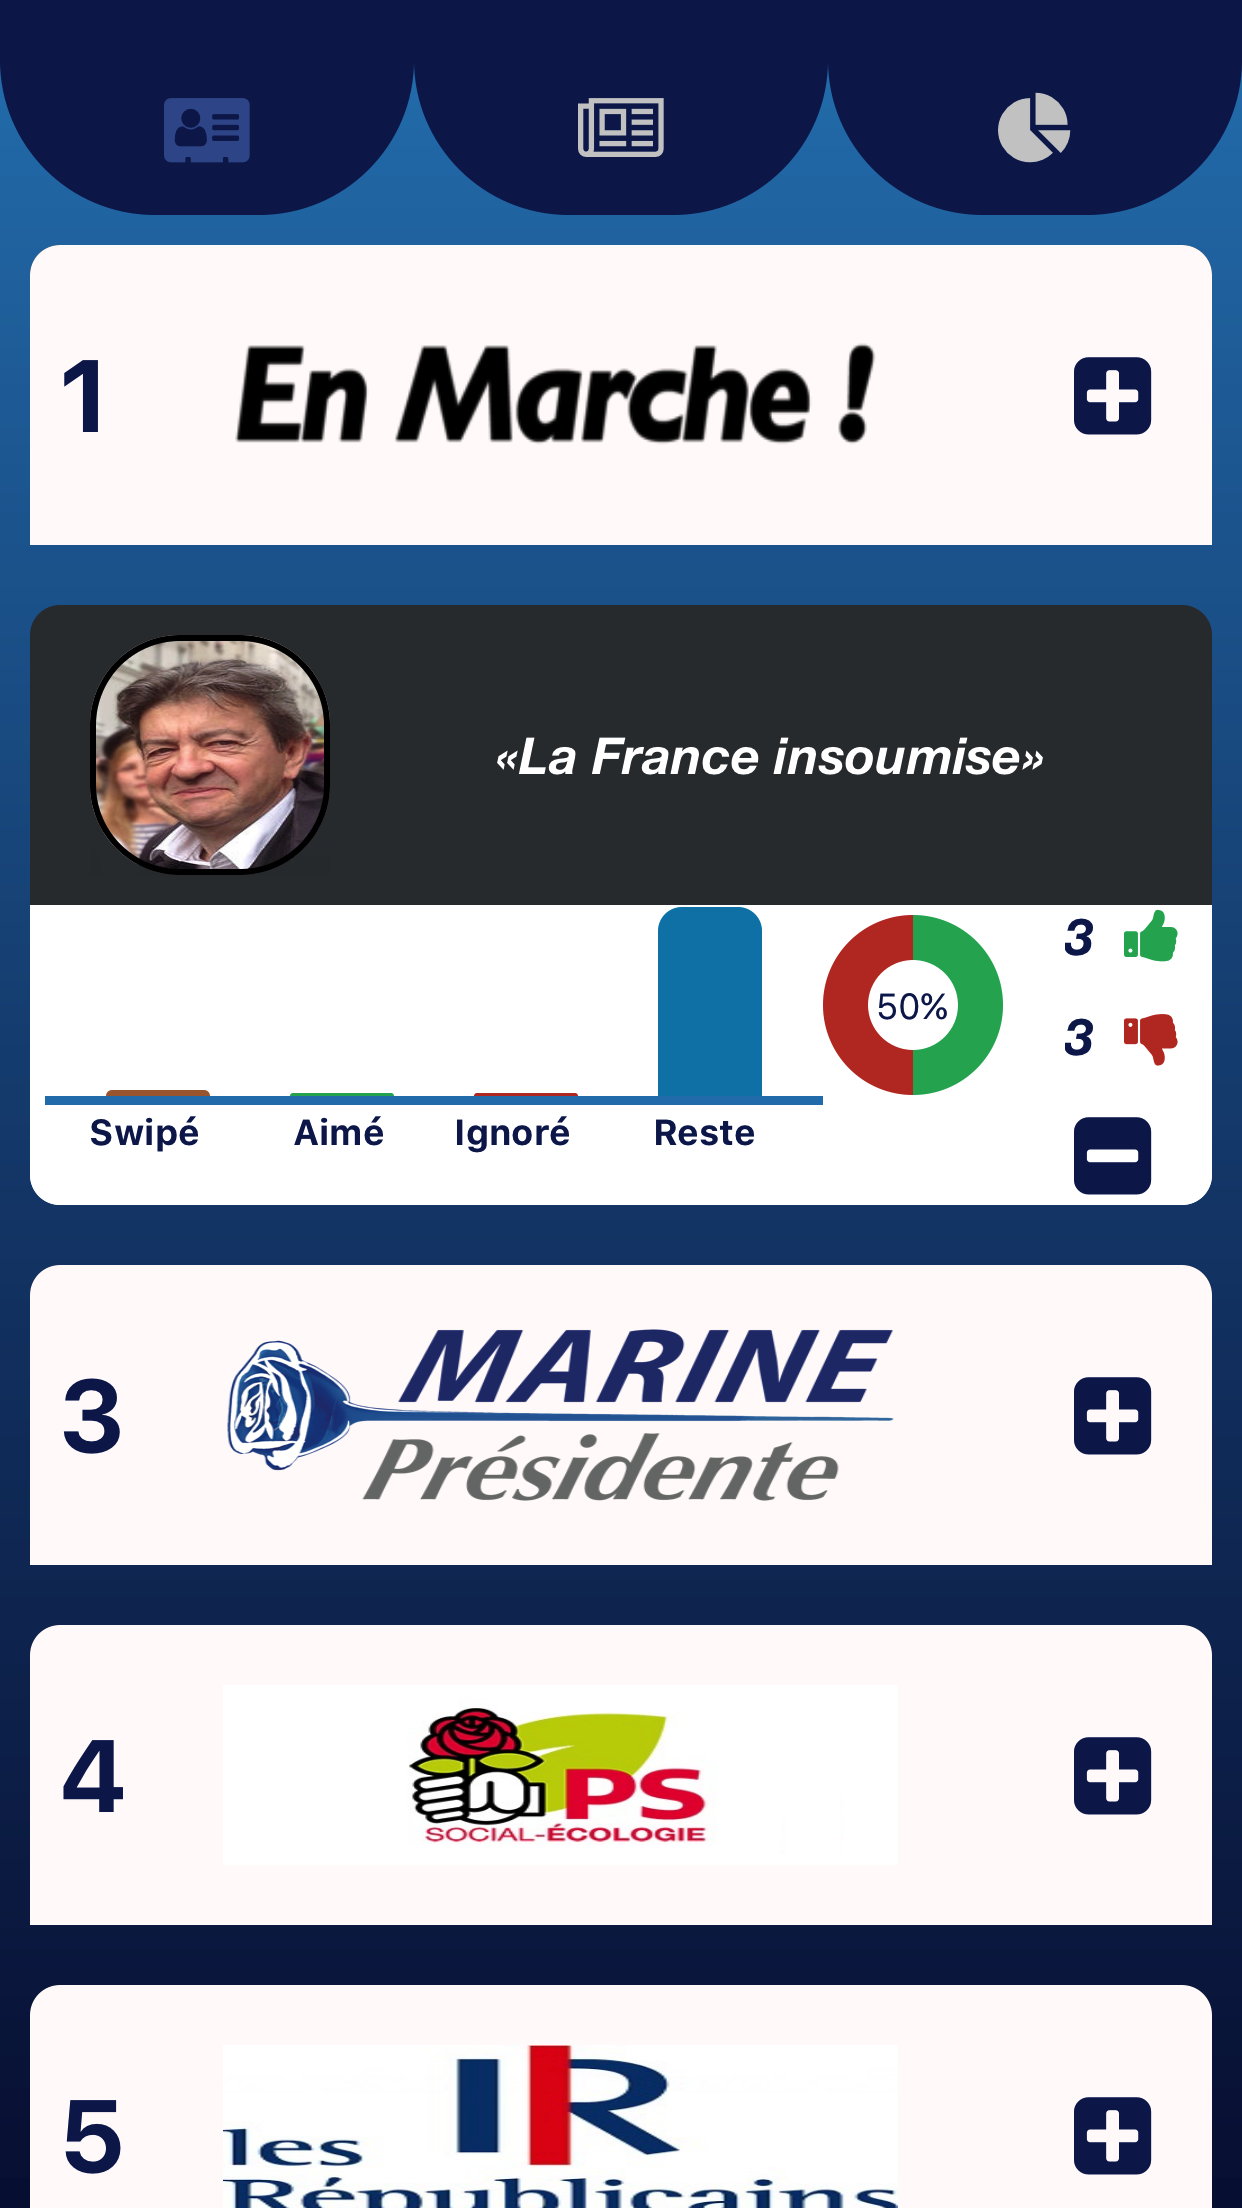 1
En Marche !
«La France insoumise»
50%
3
3
Swipé Aimé Ignoré Reste
3
MARINE
Présidente
4
PS
SOCIAL-ÉCOLOGIE
5
lR
les
Républicains